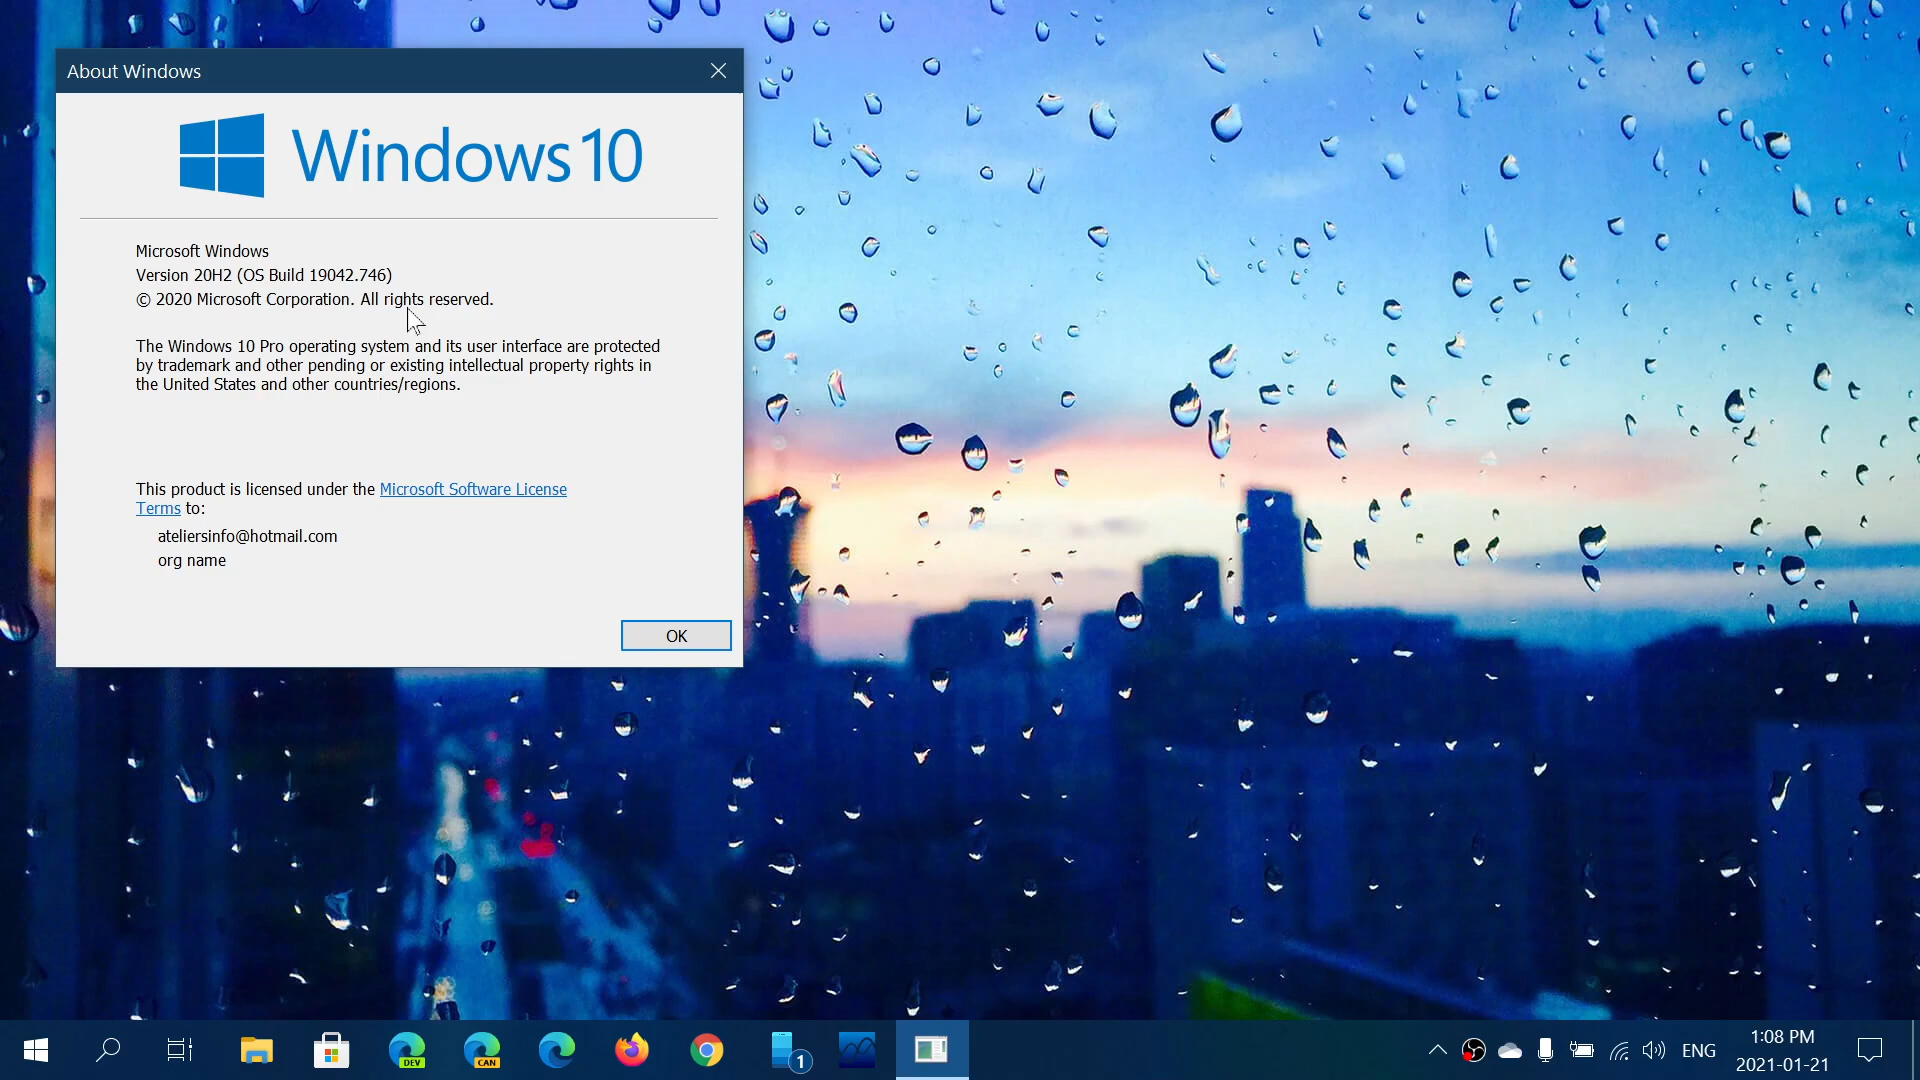 About Windows
Windows 10
Microsoft Windows
Version 20H2 (OS Build 19042.746)
© 2020 Microsoft Corporation. All rights reserved.
The Windows 10 Pro operating system and its user interface are protected
by trademark and other pending or existing intellectual property rights in
the United States and other countries/regions.
This product is licensed under the Microsoft Software License
Terms to:
ateliersinfo@hotmail.com
org name
OK
DEV
CAN
1
ENG
1:08 PM
2021-01-21